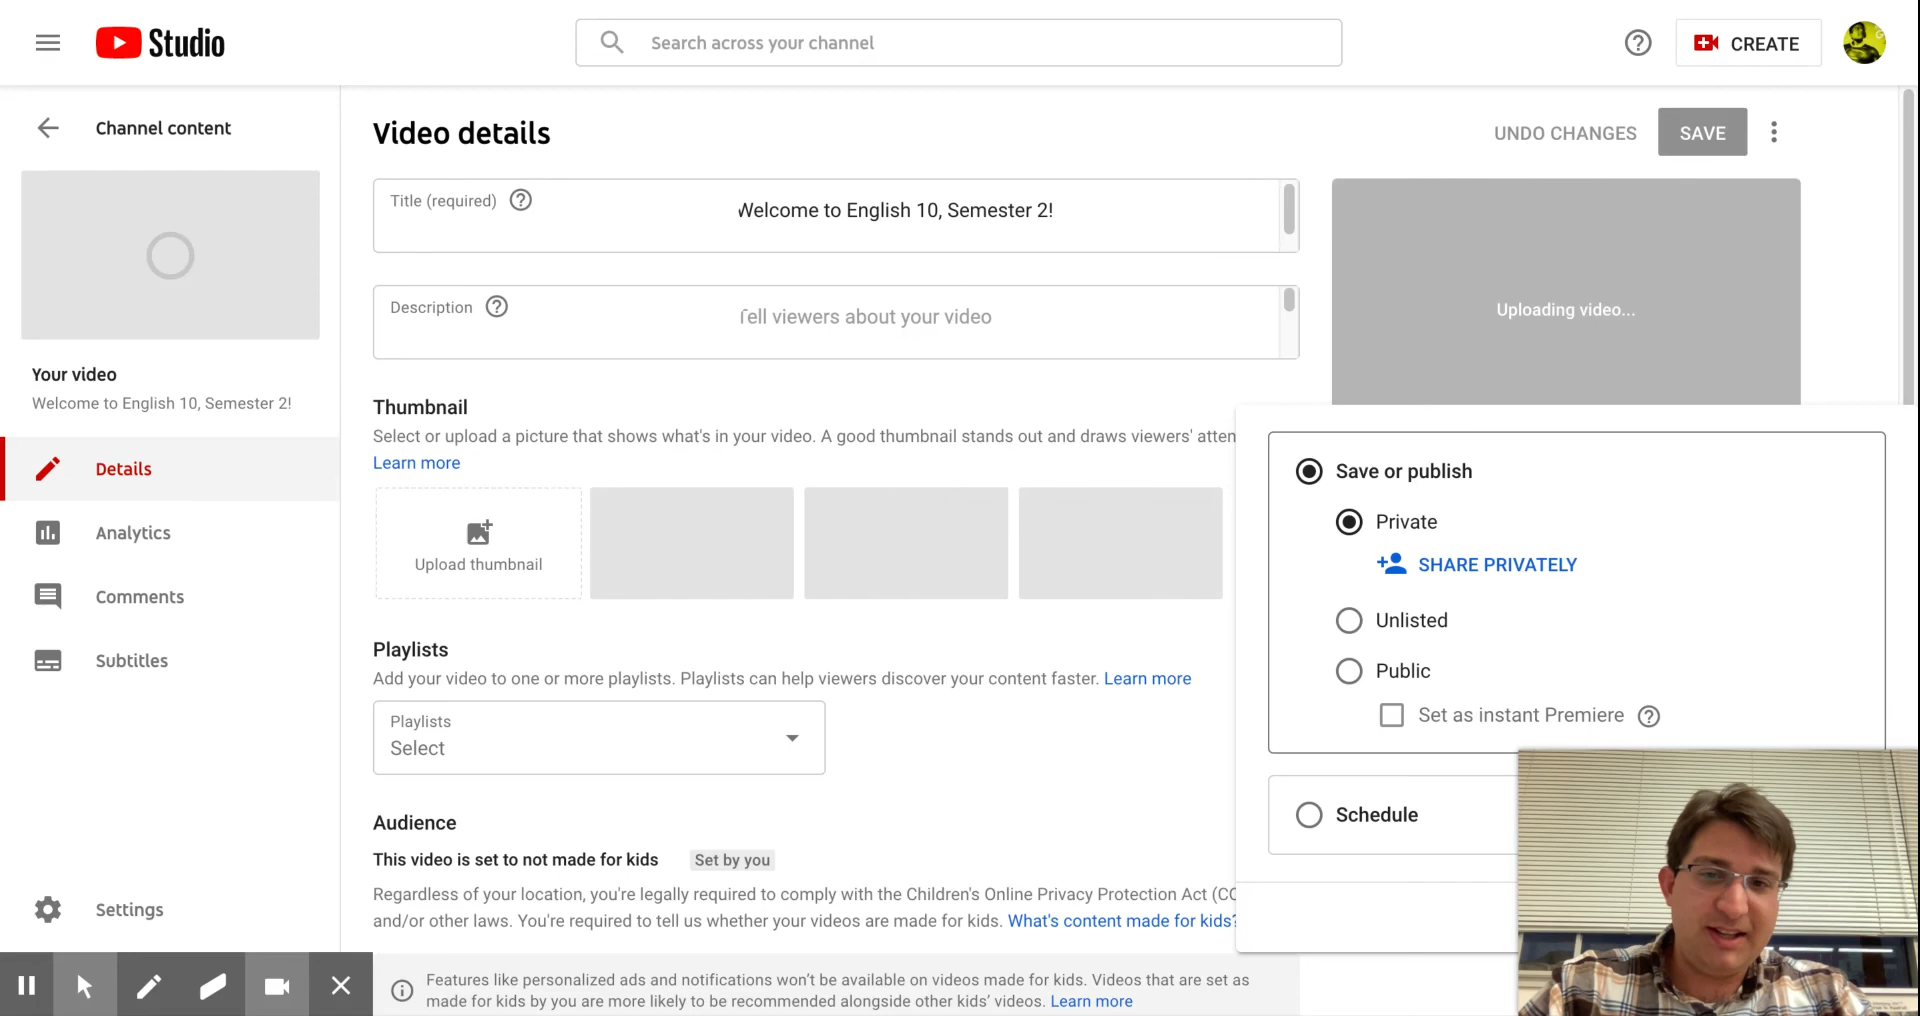 Studio
Search across your channel
CREATE
Channel content
Your video
Welcome to English 10, Semester 2!
Details
Analytics
Comments
Subtitles
Settings
Video details
UNDO CHANGES
SAVE
Title (required)
Welcome to English 10, Semester 2!
Description
Tell viewers about your video
Uploading video...
Thumbnail
Select or upload a picture that shows what's in your video. A good thumbnail stands out and draws viewers' atten
Learn more
Upload thumbnail
Playlists
Add your video to one or more playlists. Playlists can help viewers discover your content faster. Learn more
Playlists
Select
Audience
This video is set to not made for kids Set by you
Regardless of your location, you're legally required to comply with the Children's Online Privacy Protection Act (CO
and/or other laws. You're required to tell us whether your videos are made for kids. What's content made for kids?
Features like personalized ads and notifications won't be available on videos made for kids. Videos that are set as
made for kids by you are more likely to be recommended alongside other kids' videos. Learn more
Save or publish
Private
SHARE PRIVATELY
Unlisted
Public
Set as instant Premiere
Schedule